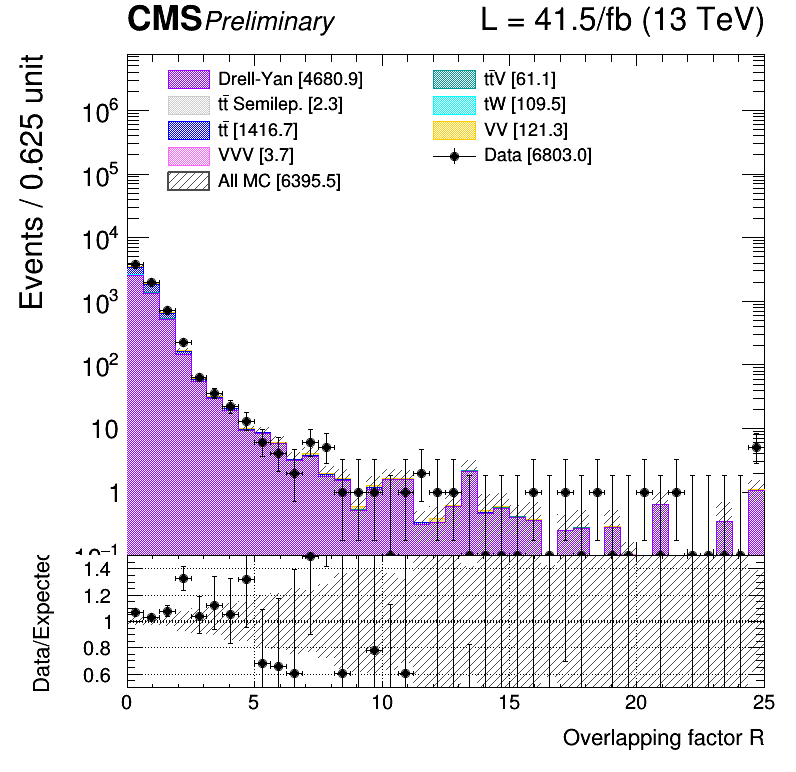 CMS Preliminary L = 41.5/fb (13 TeV)
Drell-Yan [4680.9]
tt̄ Semilep. [2.3]
tt̄ [1416.7]
VVV [3.7]
All MC [6395.5]
tt̄V [61.1]
tW [109.5]
VV [121.3]
Data [6803.0]
Events / 0.625 unit
10⁶
10⁵
10⁴
10³
10²
10
1
10⁻¹
Data/Expected
1.4
1.2
1
0.8
0.6
0 5 10 15 20 25
Overlapping factor R